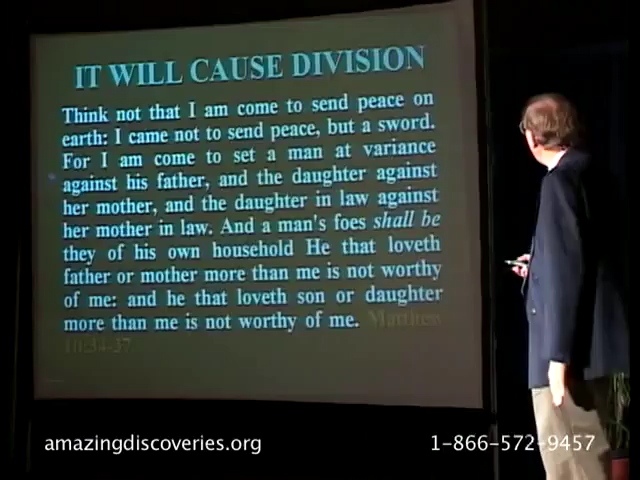 IT WILL CAUSE DIVISION
Think not that I am come to send peace on
earth: I came not to send peace, but a sword.
For I am come to set a man at variance
against his father, and the daughter against
her mother, and the daughter in law against
her mother in law. And a man's foes shall be
they of his own household He that loveth
father or mother more than me is not worthy
of me: and he that loveth son or daughter
more than me is not worthy of me. Matthew
10:34-37
amazingdiscoveries.org
1-866-572-9457